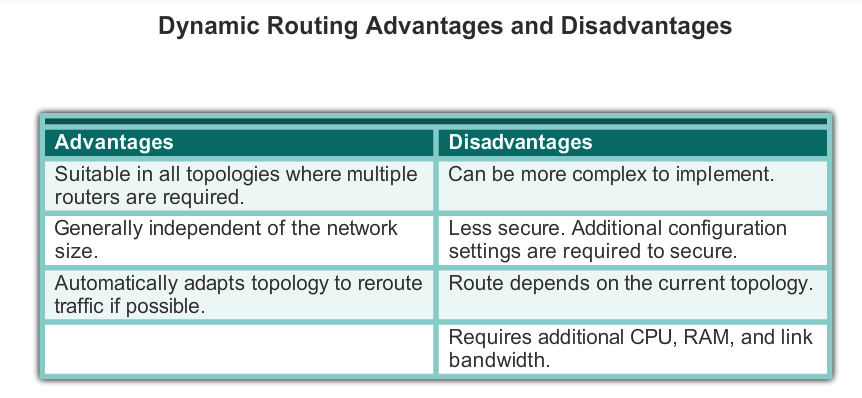 Dynamic Routing Advantages and Disadvantages
Advantages
Disadvantages
Suitable in all topologies where multiple
routers are required.
Can be more complex to implement.
Generally independent of the network
size.
Less secure. Additional configuration
settings are required to secure.
Automatically adapts topology to reroute
traffic if possible.
Route depends on the current topology.
Requires additional CPU, RAM, and link
bandwidth.